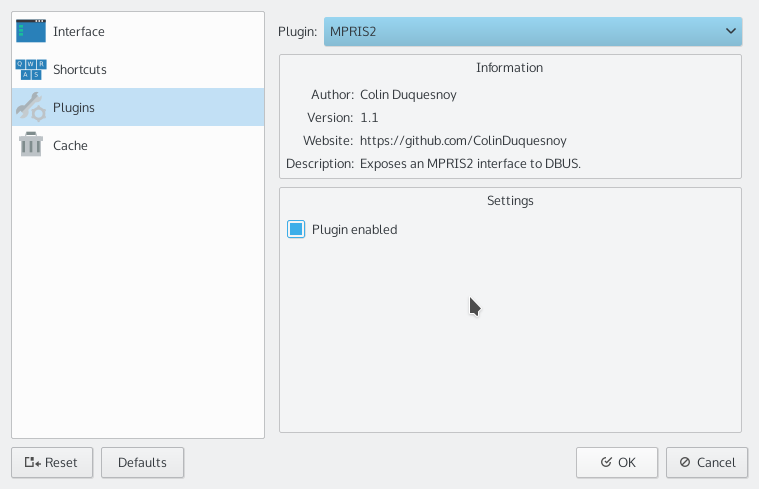 Interface
Shortcuts
Plugins
Cache
Plugin: MPRIS2
Information
Author: Colin Duquesnoy
Version: 1.1
Website: https://github.com/ColinDuquesnoy
Description: Exposes an MPRIS2 interface to DBUS.
Settings
Plugin enabled
Reset Defaults OK Cancel